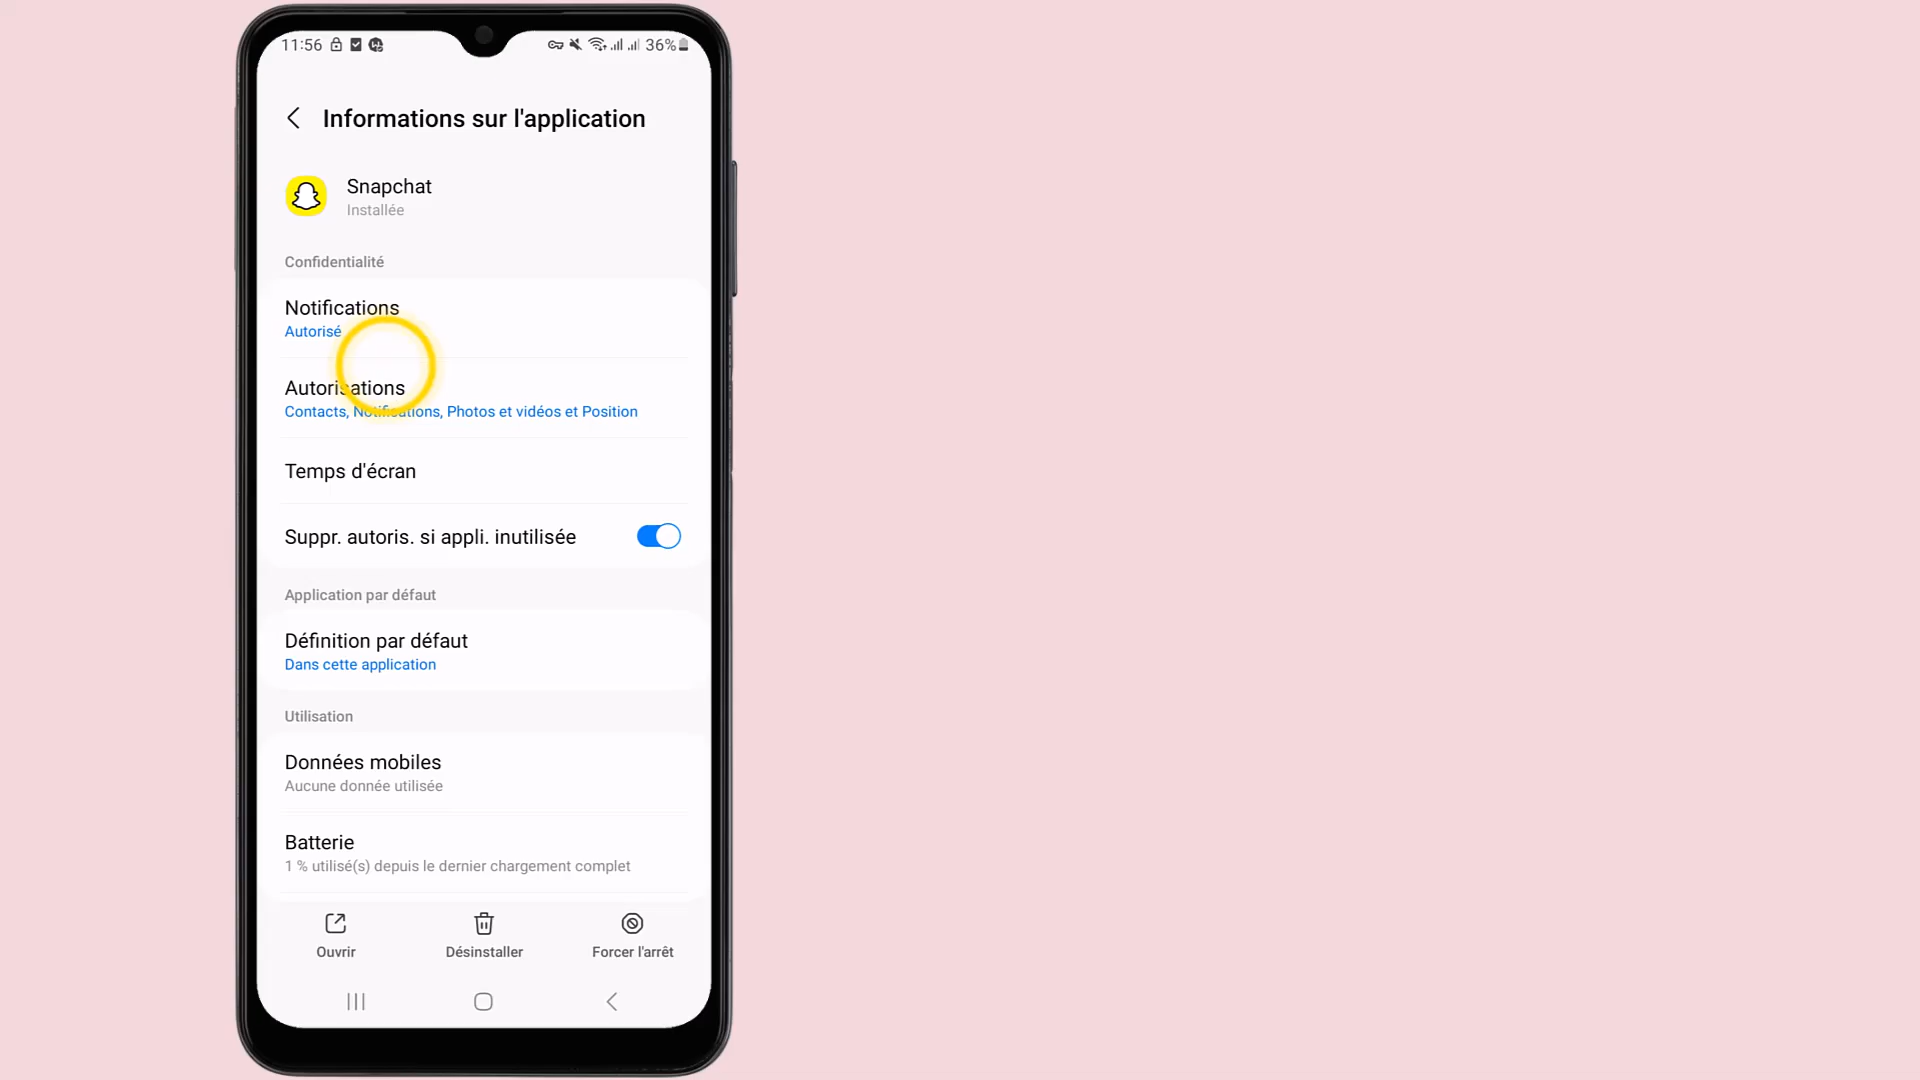 11:56
36%
Informations sur l'application
Snapchat
Installée
Confidentialité
Notifications
Autorisé
Autorisations
Contacts, Notifications, Photos et vidéos et Position
Temps d'écran
Suppr. autoris. si appli. inutilisée
Application par défaut
Définition par défaut
Dans cette application
Utilisation
Données mobiles
Aucune donnée utilisée
Batterie
1 % utilisé(s) depuis le dernier chargement complet
Ouvrir
Désinstaller
Forcer l'arrêt